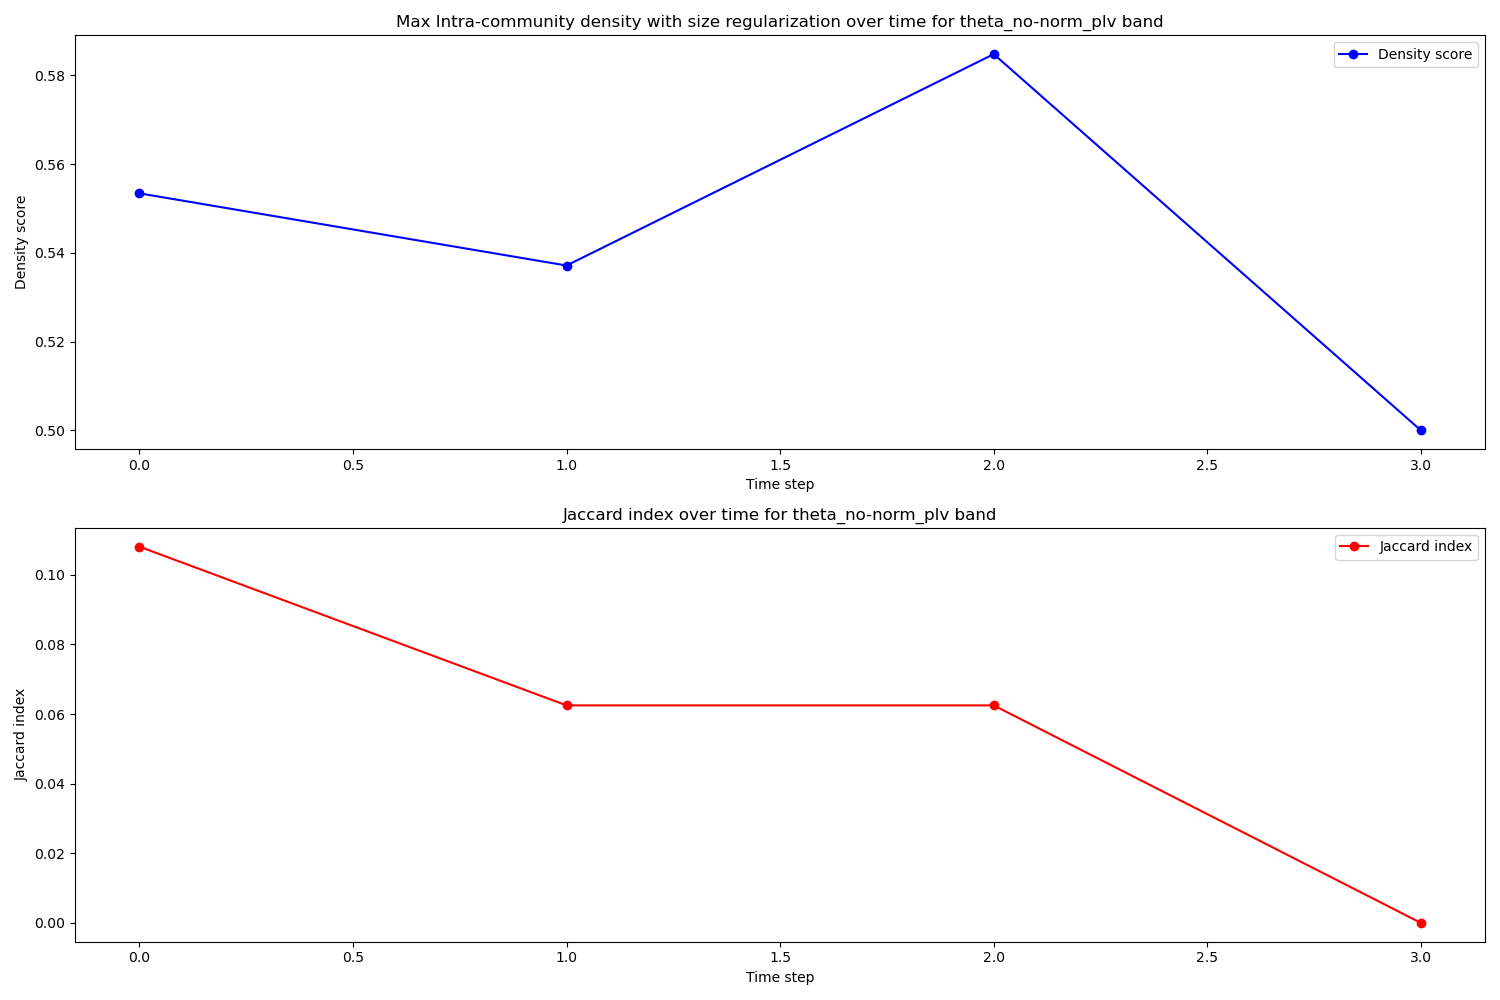 Max Intra-community density with size regularization over time for theta_no-norm_plv band
Density score
0.58
0.56
0.54
0.52
0.50
Density score
0.0 0.5 1.0 1.5 2.0 2.5 3.0
Time step
Jaccard index over time for theta_no-norm_plv band
Jaccard index
0.10
0.08
0.06
0.04
0.02
0.00
Jaccard index
0.0 0.5 1.0 1.5 2.0 2.5 3.0
Time step